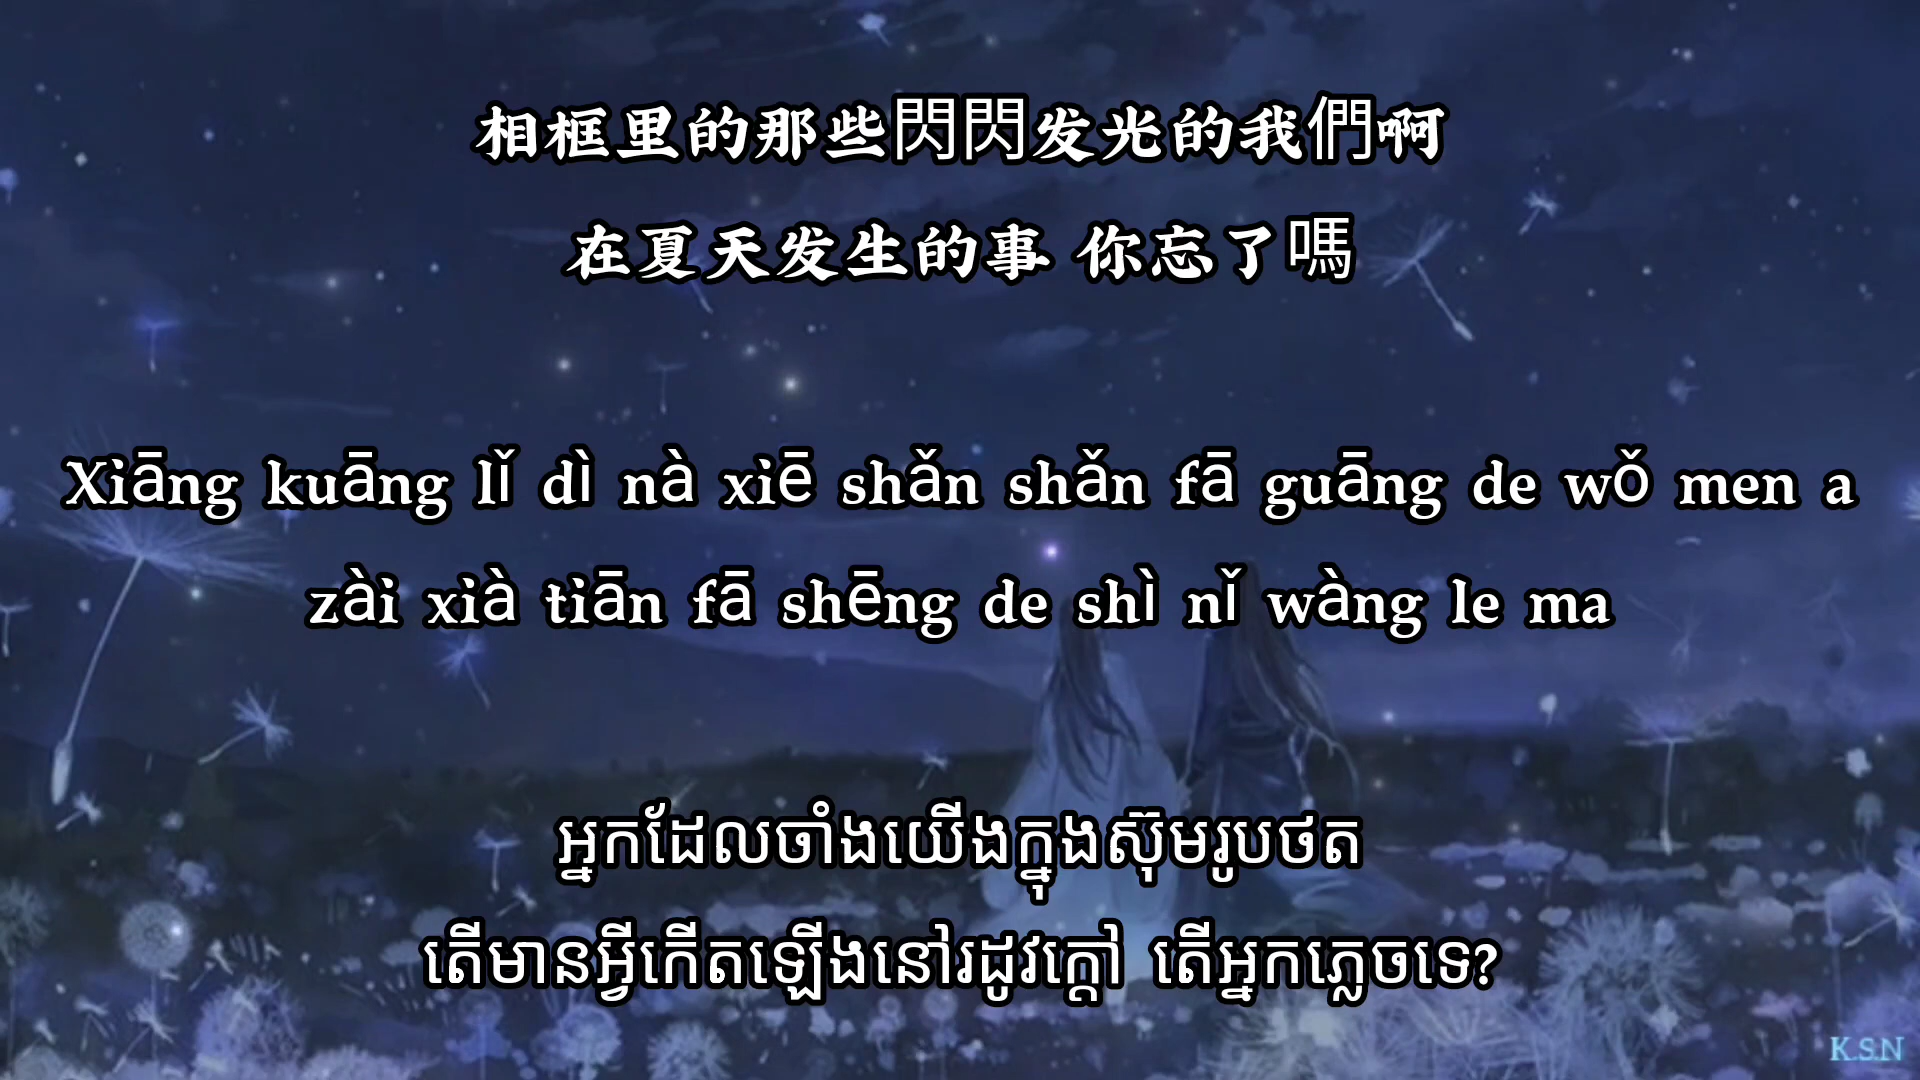 相框里的那些閃閃发光的我們啊
在夏天发生的事 你忘了嗎
Xiāng kuāng lǐ dì nà xiē shǎn shǎn fā guāng de wǒ men a
zài xià tiān fā shēng de shì nǐ wàng le ma
អ្នកដែលចាំងយើងក្នុងស៊ុមរូបថត
តើមានអ្វីកើតឡើងនៅរដូវក្តៅ តើអ្នកភ្លេចទេ?
K.S.N